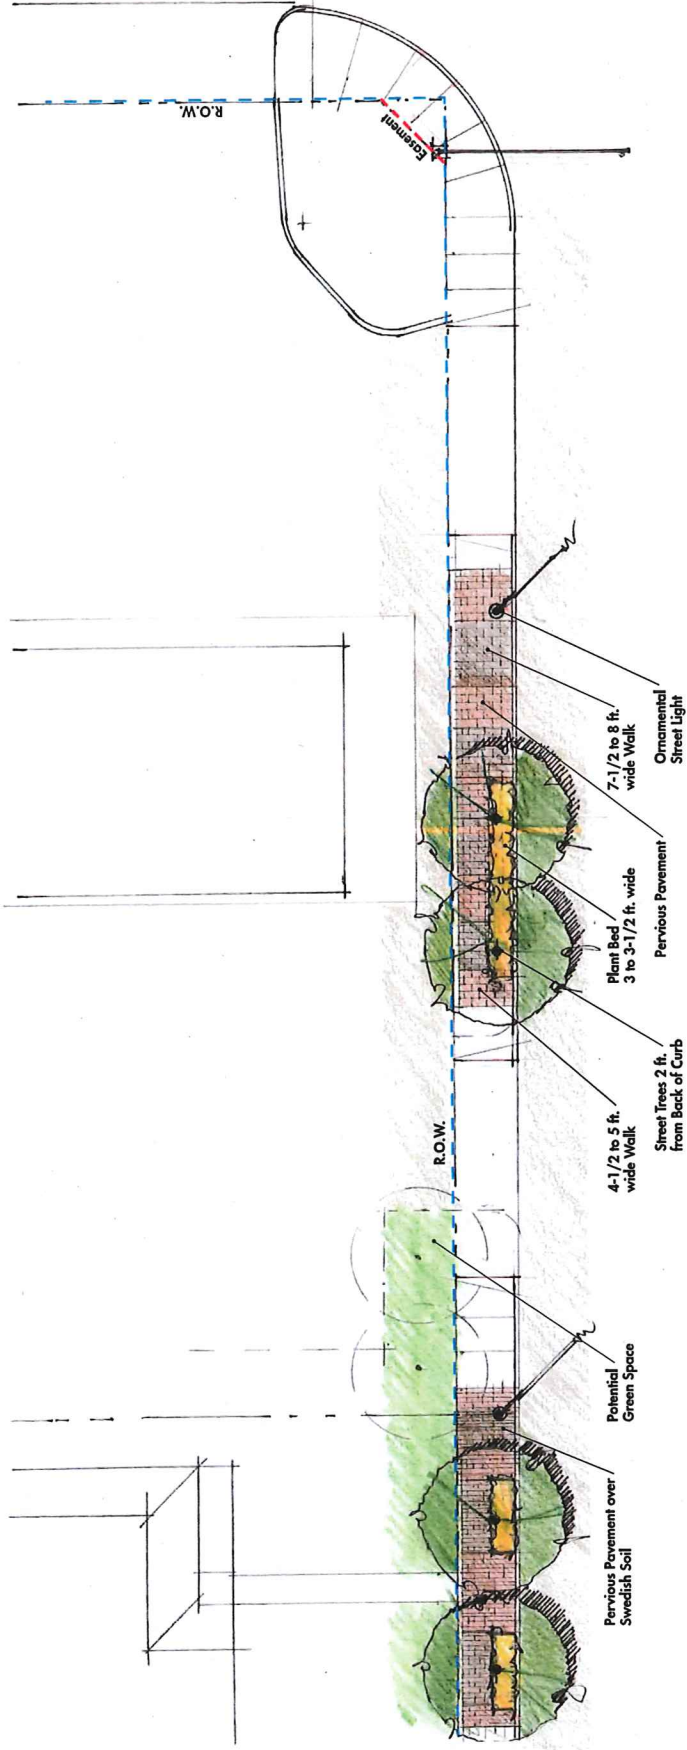 R.O.W.
Easement
R.O.W.
Pervious Pavement over
Swedish Soil
Potential
Green Space
4-1/2 to 5 ft.
wide Walk
Street Trees 2 ft.
from Back of Curb
Plant Bed
3 to 3-1/2 ft. wide
Pervious Pavement
7-1/2 to 8 ft.
wide Walk
Ornamental
Street Light